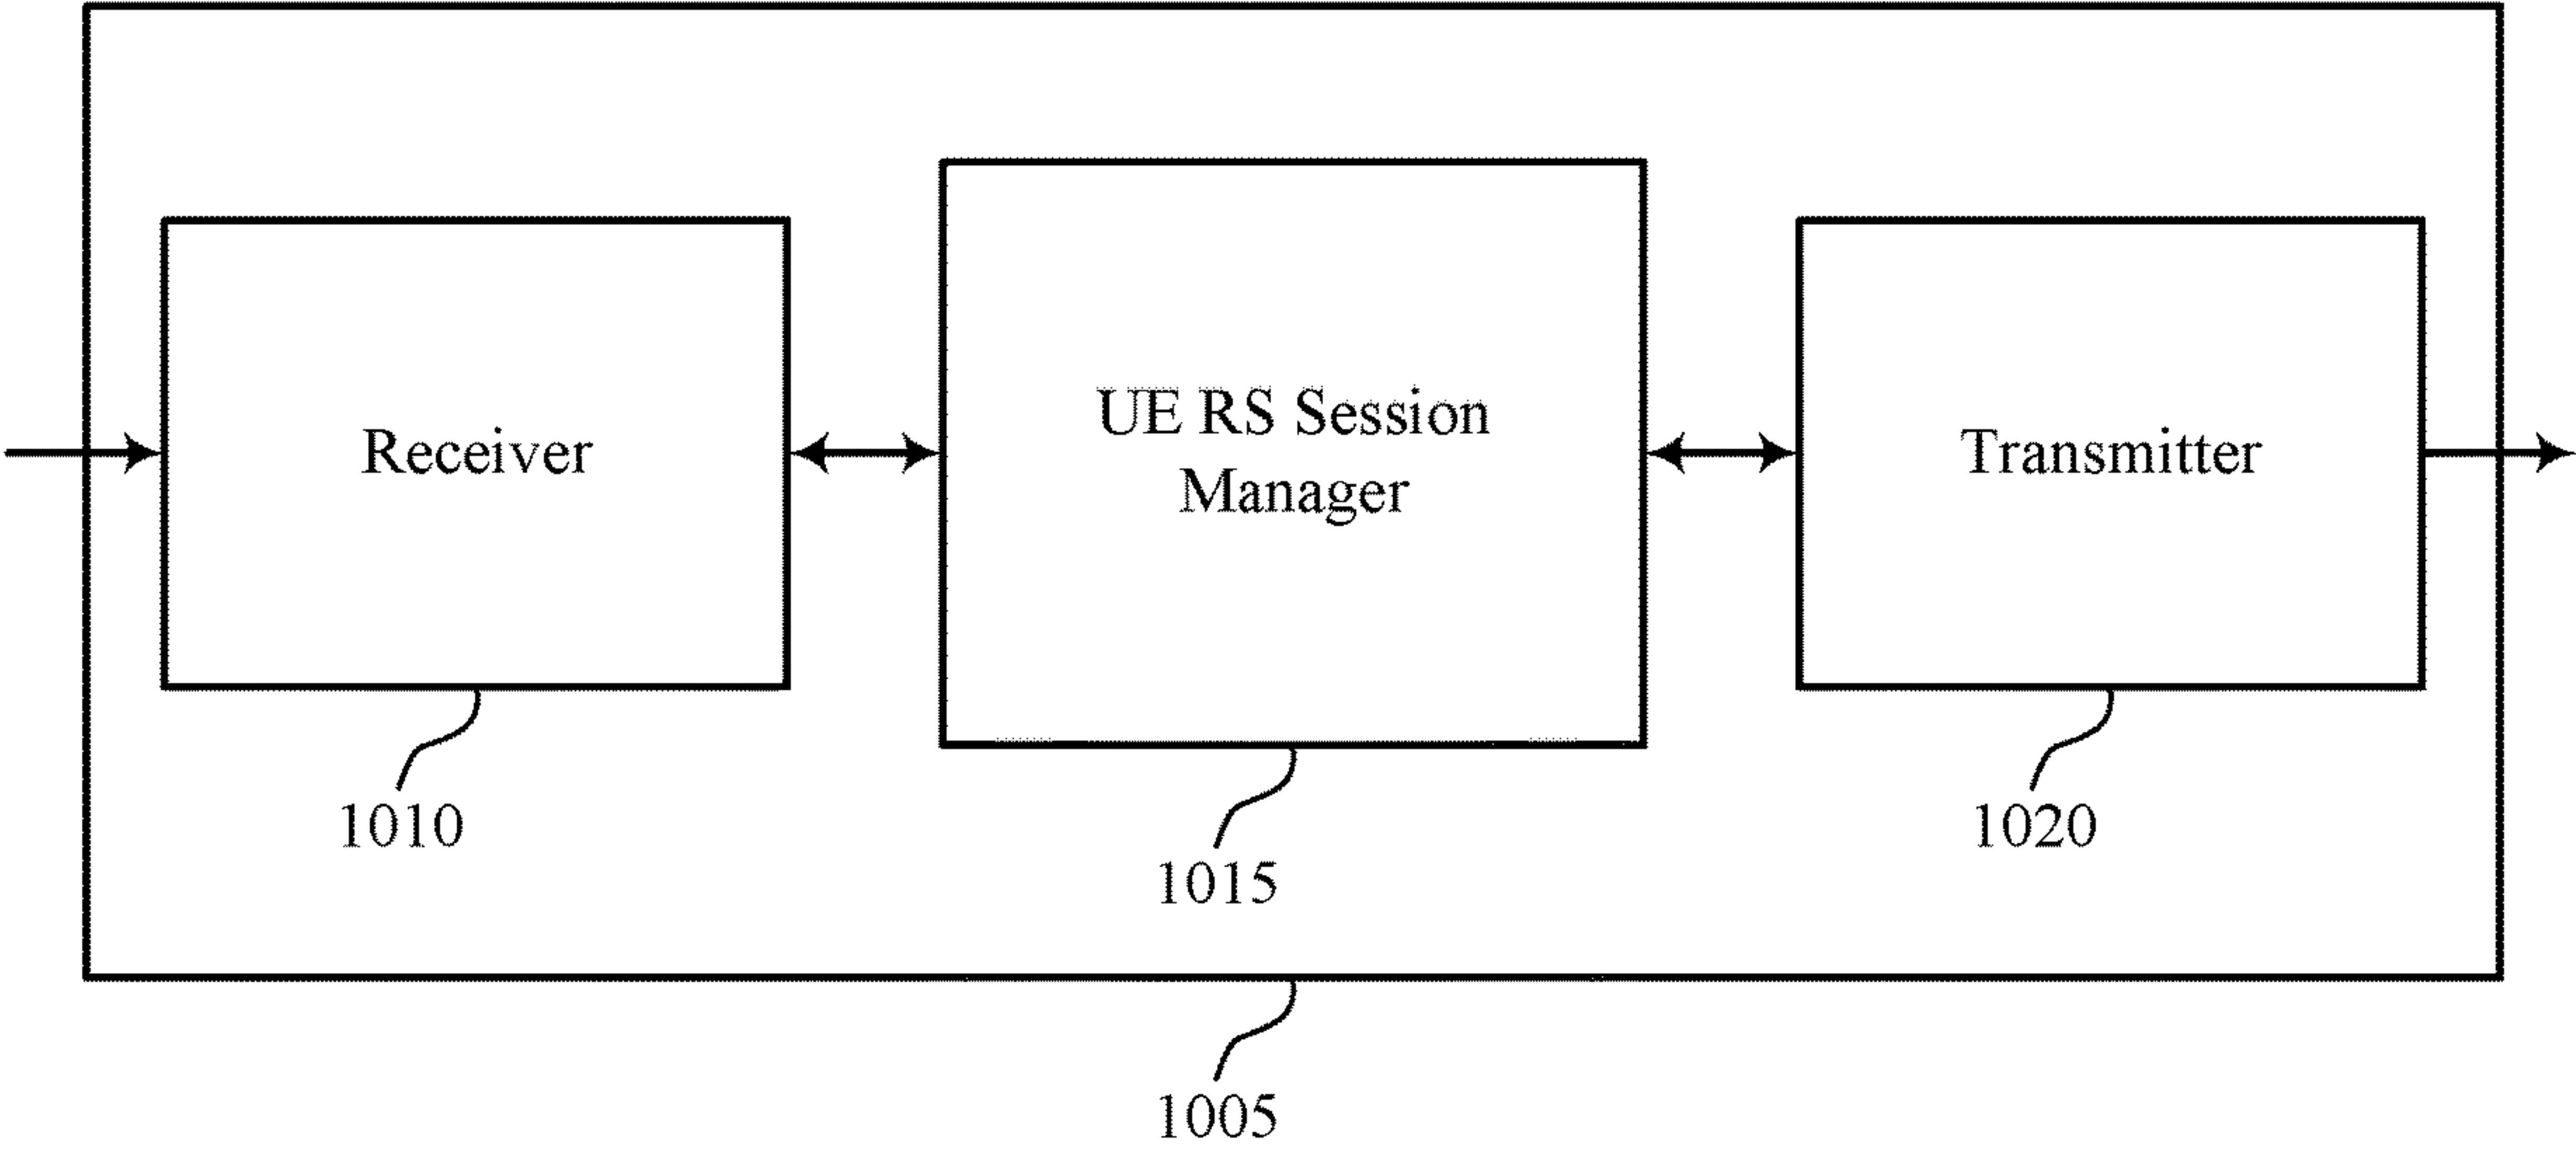 Receiver
UE RS Session
Manager
Transmitter
1010
1015
1020
1005